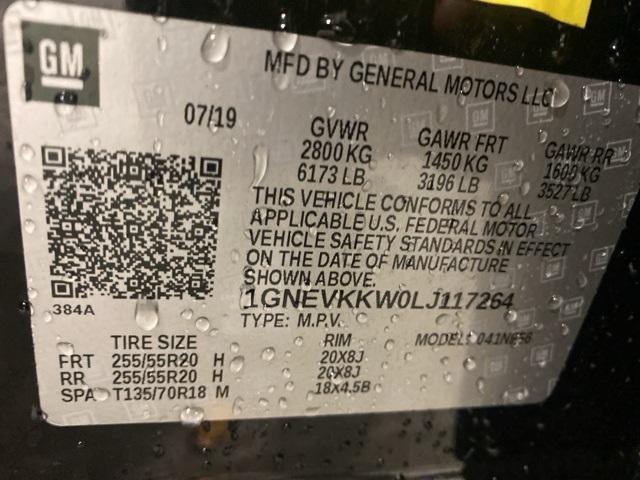 GM
MFD BY GENERAL MOTORS LLC
07/19
GVWR GAWR FRT GAWR RR
2800 KG 1450 KG 1600 KG
6173 LB 3196 LB 3527 LB
THIS VEHICLE CONFORMS TO ALL
APPLICABLE U.S. FEDERAL MOTOR
VEHICLE SAFETY STANDARDS IN EFFECT
ON THE DATE OF MANUFACTURE
SHOWN ABOVE.
1GNEVKKW0LJ117264
384A
TYPE: M.P.V. MODEL:
TIRE SIZE RIM
FRT 255/55R20 H 20X8J
RR 255/55R20 H 20X8J
SPA T135/70R18 M 18X4.5B